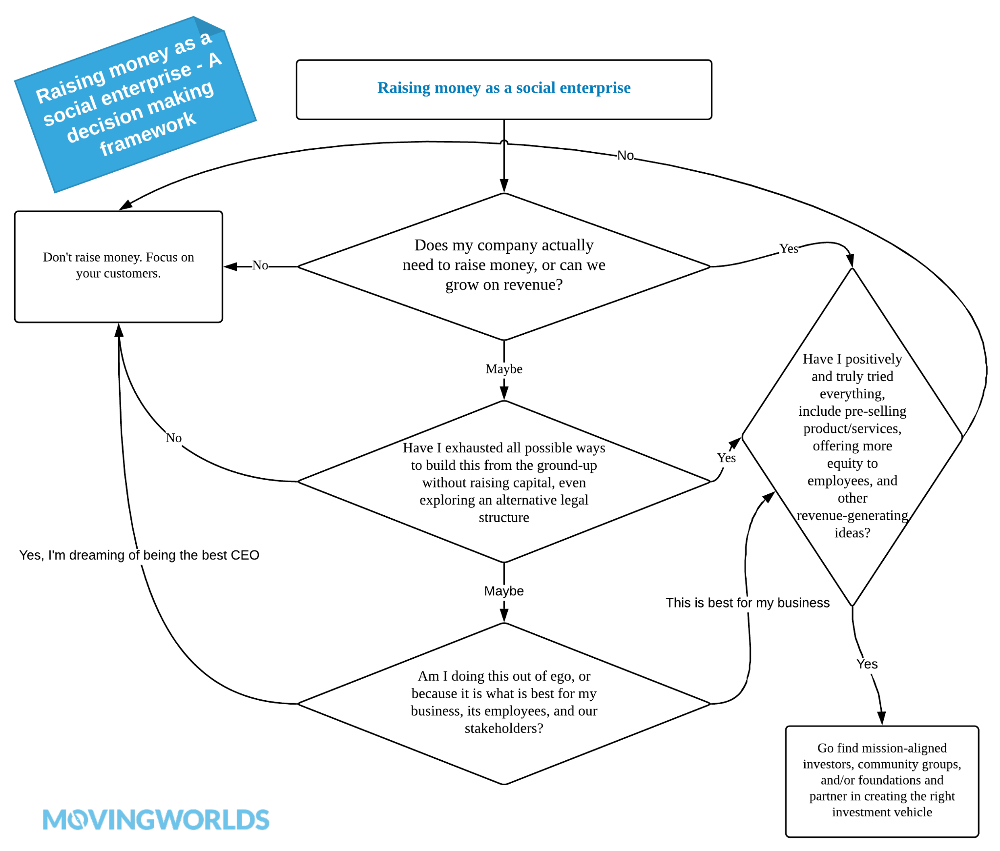 Raising money as a
social enterprise - A
decision making
framework
Raising money as a social enterprise
No
Don't raise money. Focus on
your customers.
No
Does my company actually
need to raise money, or can we
grow on revenue?
Yes
Maybe
Have I positively
and truly tried
everything,
include pre-selling
product/services,
offering more
equity to
employees, and
other
revenue-generating
ideas?
No
Have I exhausted all possible ways
to build this from the ground-up
without raising capital, even
exploring an alternative legal
structure
Yes
Yes, I'm dreaming of being the best CEO
Maybe
This is best for my business
Yes
Am I doing this out of ego, or
because it is what is best for my
business, its employees, and our
stakeholders?
Go find mission-aligned
investors, community groups,
and/or foundations and
partner in creating the right
investment vehicle
MOVINGWORLDS